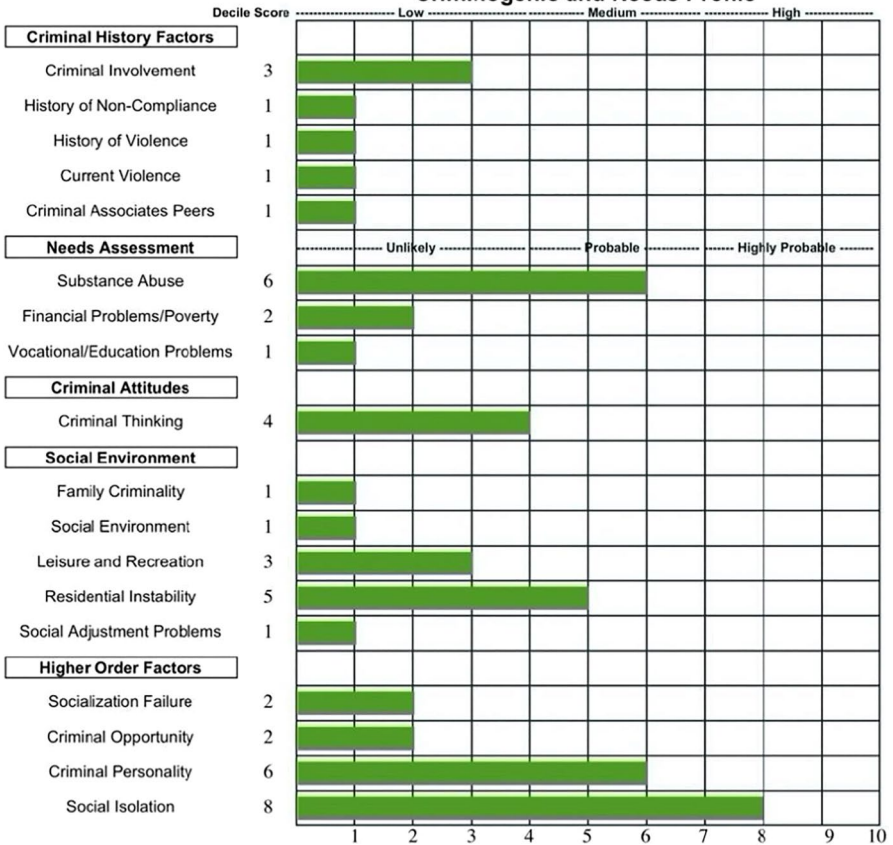 Criminogenic and Needs Profile
Decile Score Low Medium High
Criminal History Factors
Criminal Involvement 3
History of Non-Compliance 1
History of Violence 1
Current Violence 1
Criminal Associates Peers 1
Needs Assessment Unlikely Probable Highly Probable
Substance Abuse 6
Financial Problems/Poverty 2
Vocational/Education Problems 1
Criminal Attitudes
Criminal Thinking 4
Social Environment
Family Criminality 1
Social Environment 1
Leisure and Recreation 3
Residential Instability 5
Social Adjustment Problems 1
Higher Order Factors
Socialization Failure 2
Criminal Opportunity 2
Criminal Personality 6
Social Isolation 8
1 2 3 4 5 6 7 8 9 10